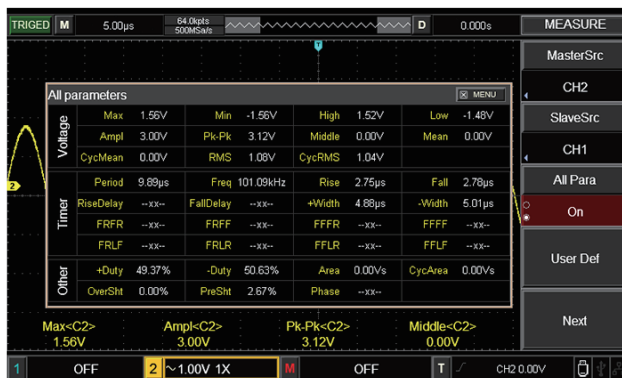 TRIGED M 5.00µs 64.0kpts D 0.000s MEASURE
500MSa/s
T
MasterSrc
CH2
SlaveSrc
CH1
All Para
On
User Def
Next
All parameters MENU
Voltage
Max 1.56V Min -1.56V High 1.52V Low -1.48V
Ampl 3.00V Pk-Pk 3.12V Middle 0.00V Mean 0.00V
CycMean 0.00V RMS 1.08V CycRMS 1.04V
Timer
Period 9.89µs Freq 101.09kHz Rise 2.75µs Fall 2.78µs
RiseDelay --xx-- FallDelay --xx-- +Width 4.88µs -Width 5.01µs
FRFR --xx-- FRFF --xx-- FFFR --xx-- FFFF --xx--
FRLF --xx-- FRLR --xx-- FFLR --xx-- FFLF --xx--
Other
+Duty 49.37% -Duty 50.63% Area 0.00Vs CycArea 0.00Vs
OverSht 0.00% PreSht 2.67% Phase --xx--
2
Max<C2> Ampl<C2> Pk-Pk<C2> Middle<C2>
1.56V 3.00V 3.12V 0.00V
1 OFF 2 ~1.00V 1X M OFF T CH2 0.00V